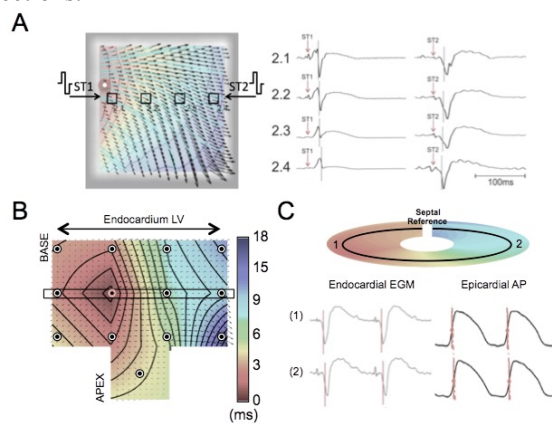 A
ST1
ST2
2.1
2.2
2.3
2.4
ST1
ST1
ST1
ST1
ST2
ST2
ST2
ST2
100ms
B
Endocardium LV
BASE
APEX
18
15
12
9
6
3
0
(ms)
C
Septal
Reference
1
2
Endocardial EGM
Epicardial AP
(1)
(2)